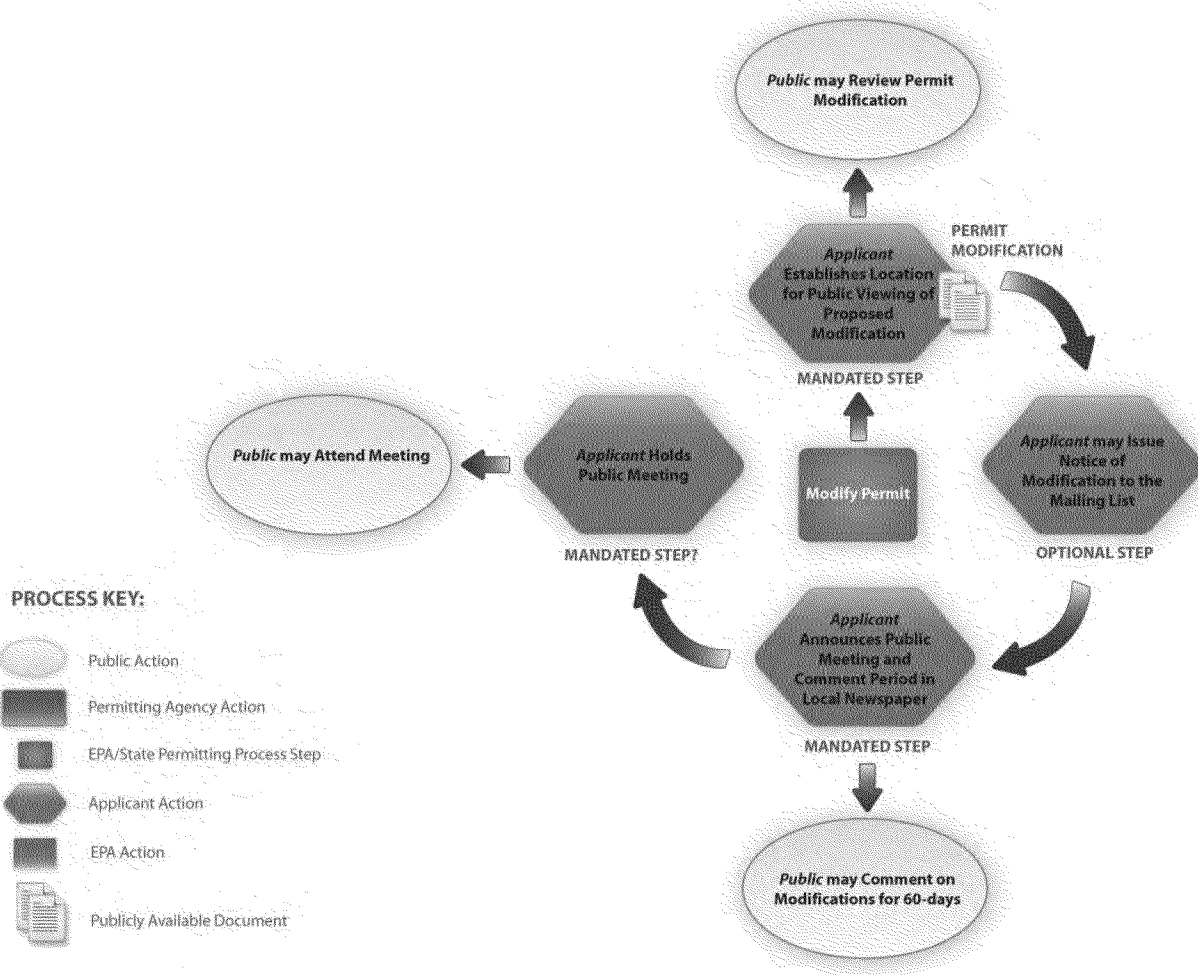 Public may Review Permit
Modification
Applicant
Establishes Location
for Public Viewing of
Proposed
Modification
PERMIT
MODIFICATION
MANDATED STEP
Public may Attend Meeting
Applicant Holds
Public Meeting
MANDATED STEP?
Modify Permit
Applicant may Issue
Notice of
Modification to the
Mailing List
OPTIONAL STEP
Applicant
Announces Public
Meeting and
Comment Period in
Local Newspaper
MANDATED STEP
Public may Comment on
Modifications for 60-days
PROCESS KEY:
Public Action
Permitting Agency Action
EPA/State Permitting Process Step
Applicant Action
EPA Action
Publicly Available Document